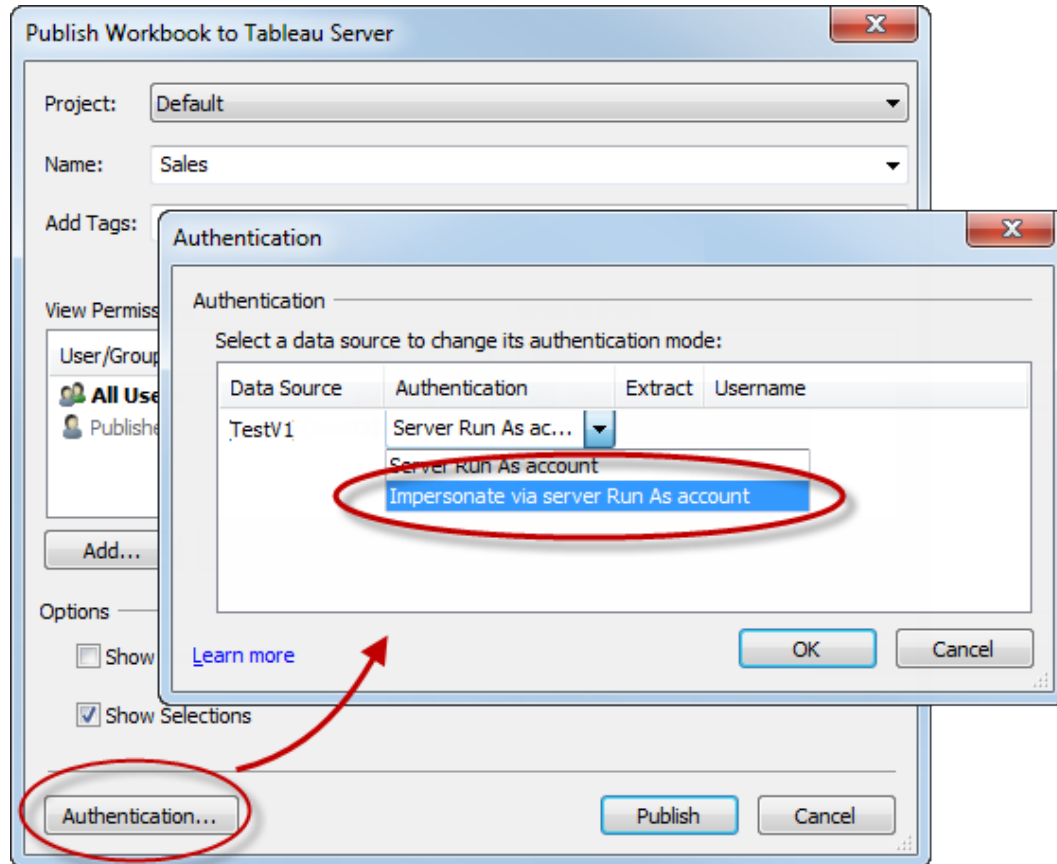 Publish Workbook to Tableau Server
Project: Default
Name: Sales
Add Tags:
View Permiss
User/Group
All Use
Publishe
Add...
Options
Show
Show Selections
Authentication...
Publish
Cancel
Authentication
Authentication
Select a data source to change its authentication mode:
Data Source Authentication Extract Username
TestV1 Server Run As ac...
Server Run As account
Impersonate via server Run As account
Learn more
OK
Cancel